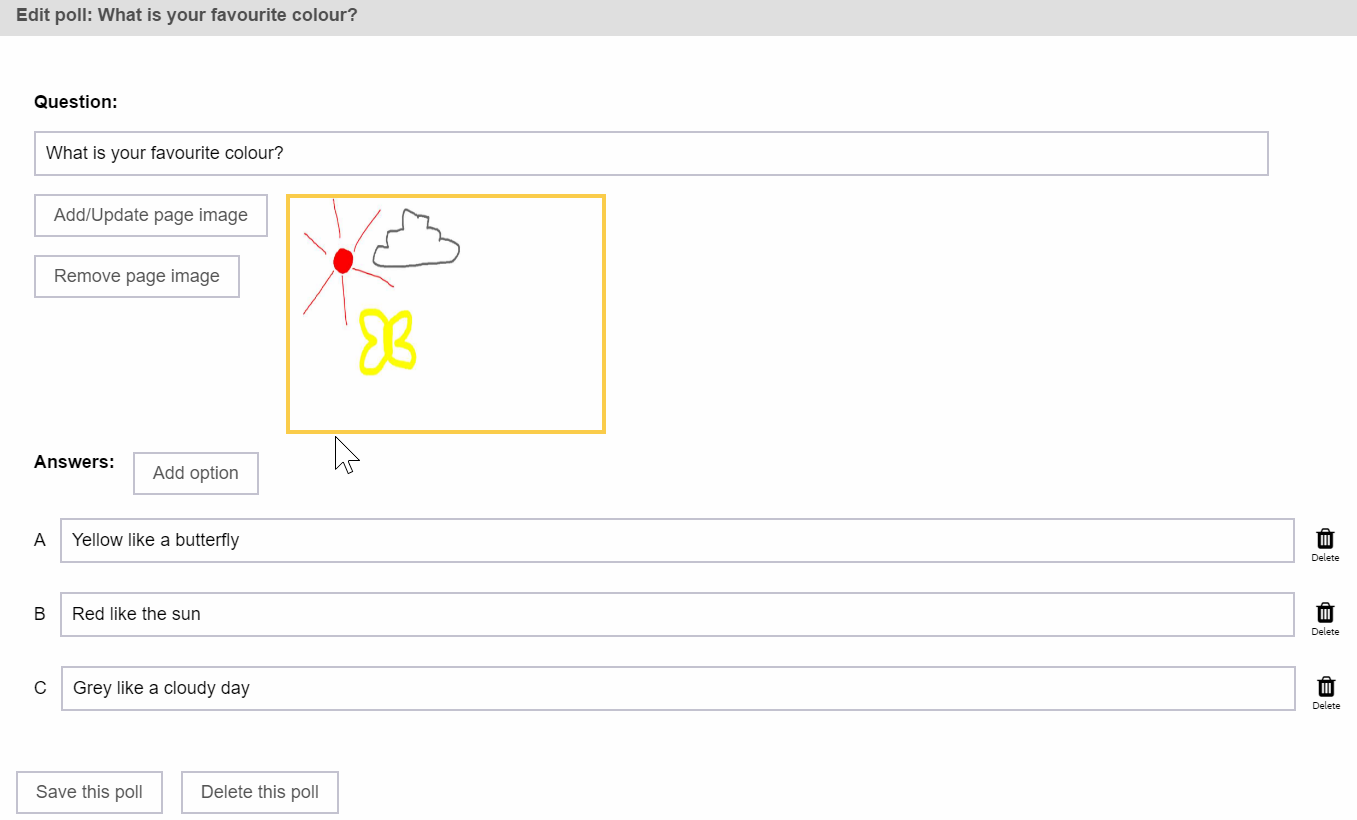 Edit poll: What is your favourite colour?
Question:
What is your favourite colour?
Add/Update page image
Remove page image
Answers:
Add option
A Yellow like a butterfly Delete
B Red like the sun Delete
C Grey like a cloudy day Delete
Save this poll Delete this poll